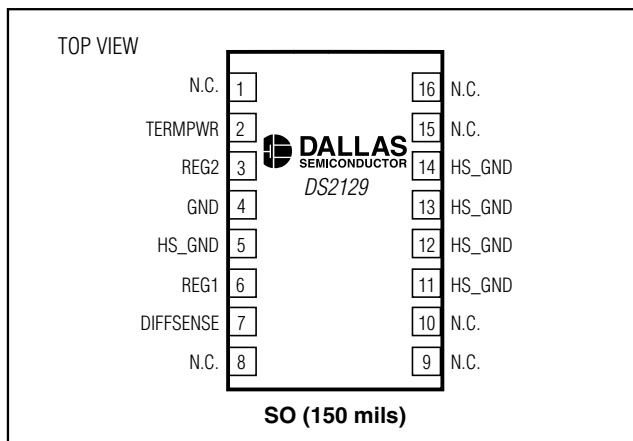 TOP VIEW
N.C. 1
TERMPWR 2
REG2 3
GND 4
HS_GND 5
REG1 6
DIFFSENSE 7
N.C. 8
DALLAS
SEMICONDUCTOR
DS2129
16 N.C.
15 N.C.
14 HS_GND
13 HS_GND
12 HS_GND
11 HS_GND
10 N.C.
9 N.C.
SO (150 mils)